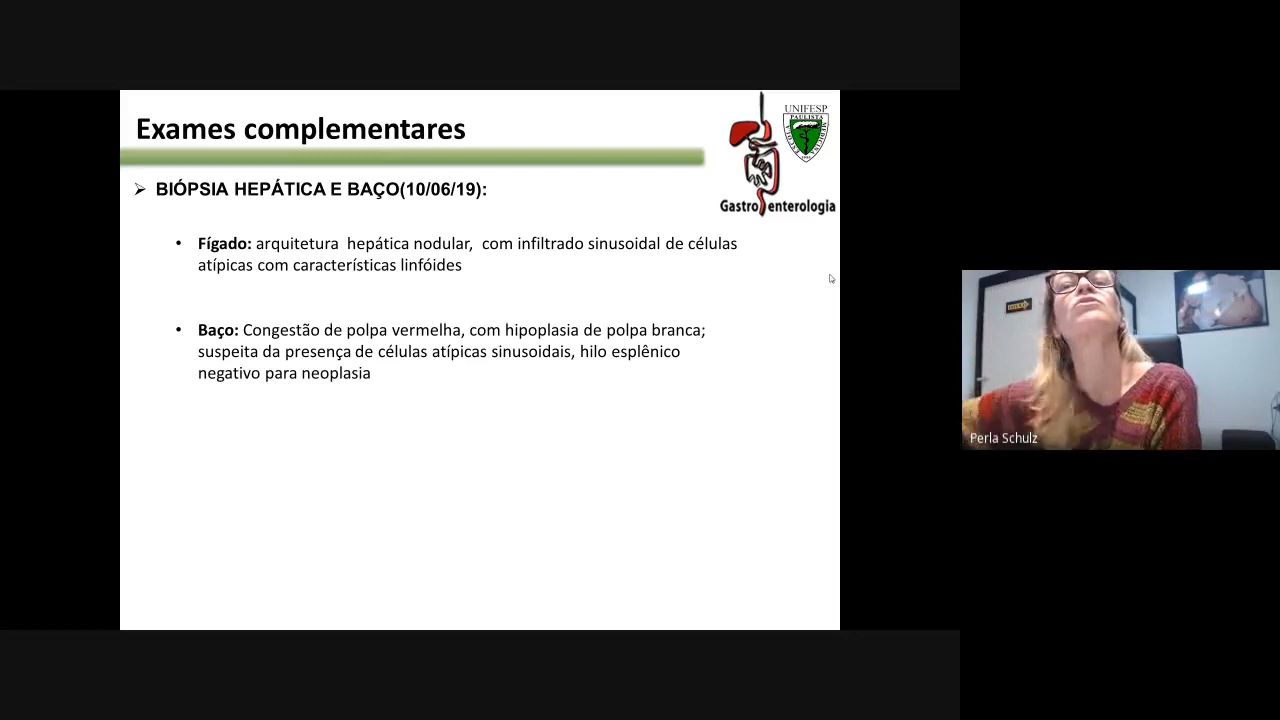 Exames complementares
UNIFESP
PAULISTA
1933
Gastroenterologia
➢ BIÓPSIA HEPÁTICA E BAÇO(10/06/19):
• Fígado: arquitetura hepática nodular, com infiltrado sinusoidal de células
atípicas com características linfóides
• Baço: Congestão de polpa vermelha, com hipoplasia de polpa branca;
suspeita da presença de células atípicas sinusoidais, hilo esplênico
negativo para neoplasia
Perla Schulz